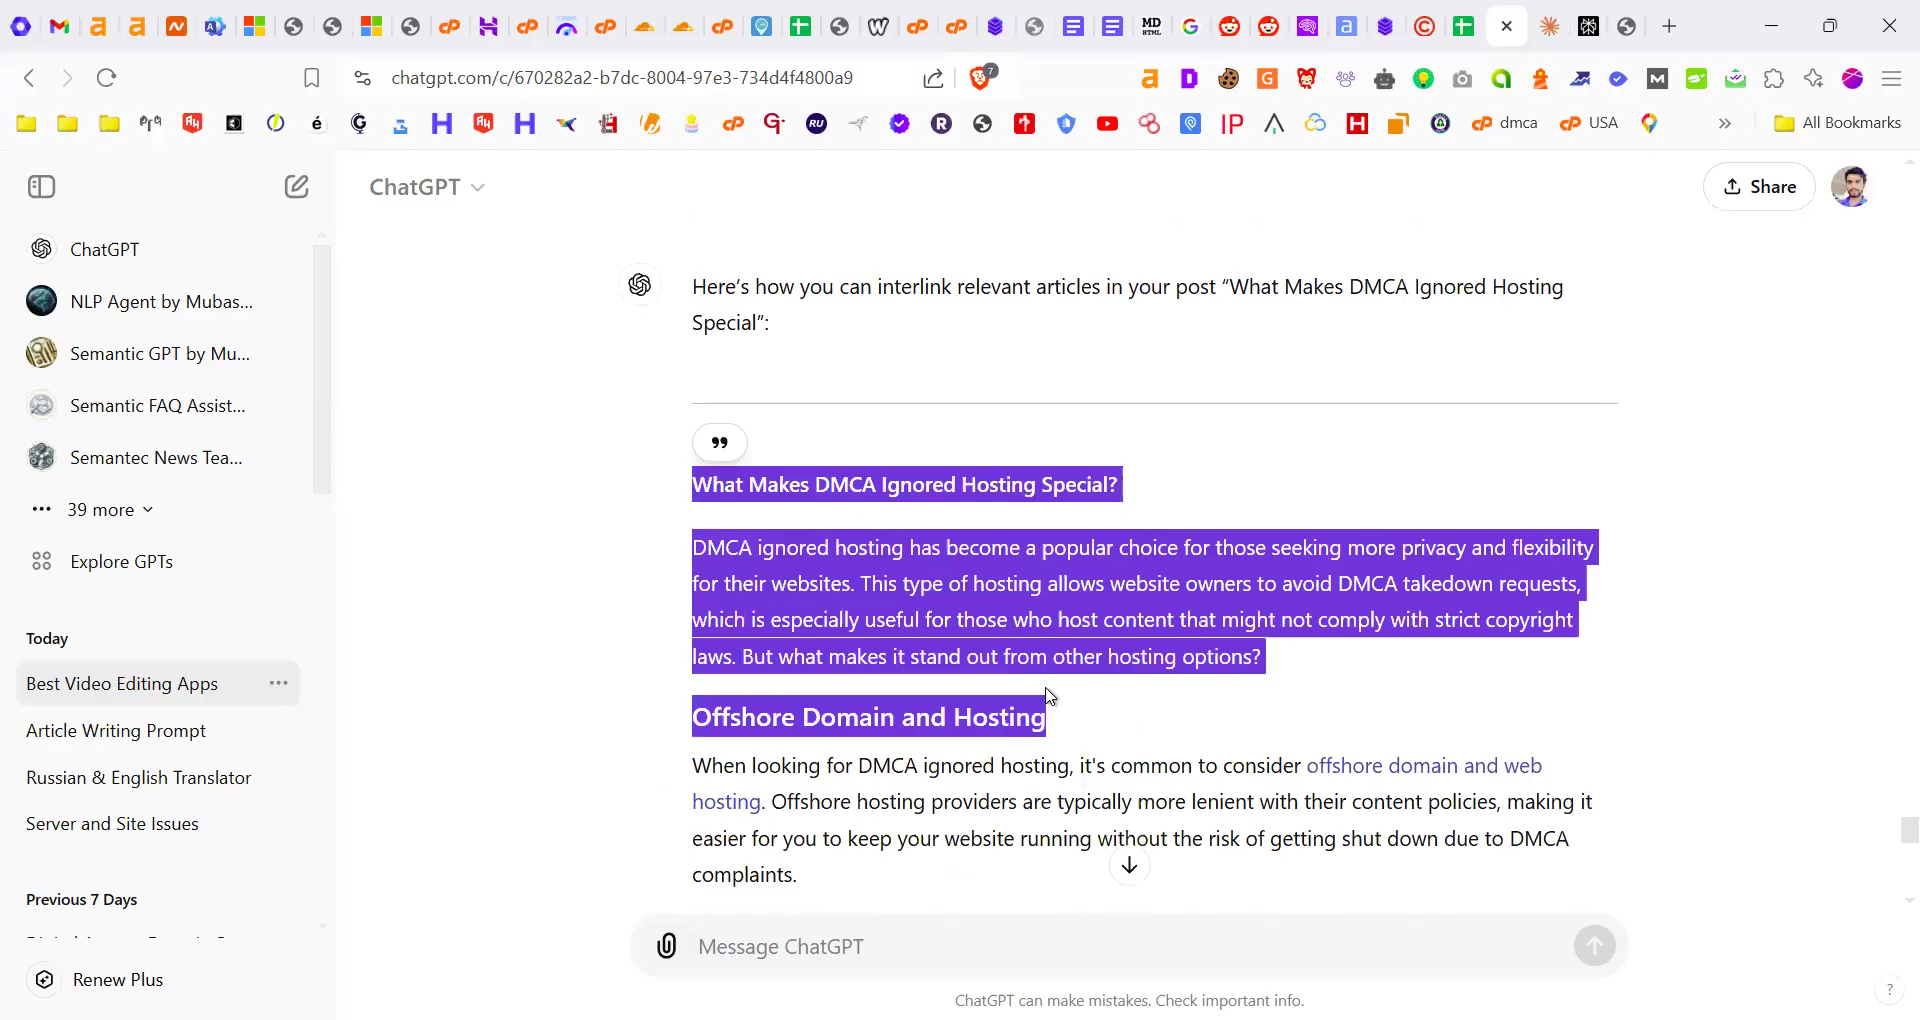 chatgpt.com/c/670282a2-b7dc-8004-97e3-734d4f4800a9
7
dmca
USA
All Bookmarks
ChatGPT
Share
ChatGPT
NLP Agent by Mubas...
Semantic GPT by Mu...
Semantic FAQ Assist...
Semantec News Tea...
39 more
Explore GPTs
Today
Best Video Editing Apps
Article Writing Prompt
Russian & English Translator
Server and Site Issues
Previous 7 Days
Renew Plus
Here's how you can interlink relevant articles in your post “What Makes DMCA Ignored Hosting
Special”:
What Makes DMCA Ignored Hosting Special?
DMCA ignored hosting has become a popular choice for those seeking more privacy and flexibility
for their websites. This type of hosting allows website owners to avoid DMCA takedown requests,
which is especially useful for those who host content that might not comply with strict copyright
laws. But what makes it stand out from other hosting options?
Offshore Domain and Hosting
When looking for DMCA ignored hosting, it's common to consider offshore domain and web
hosting. Offshore hosting providers are typically more lenient with their content policies, making it
easier for you to keep your website running without the risk of getting shut down due to DMCA
complaints.
Message ChatGPT
ChatGPT can make mistakes. Check important info.
?